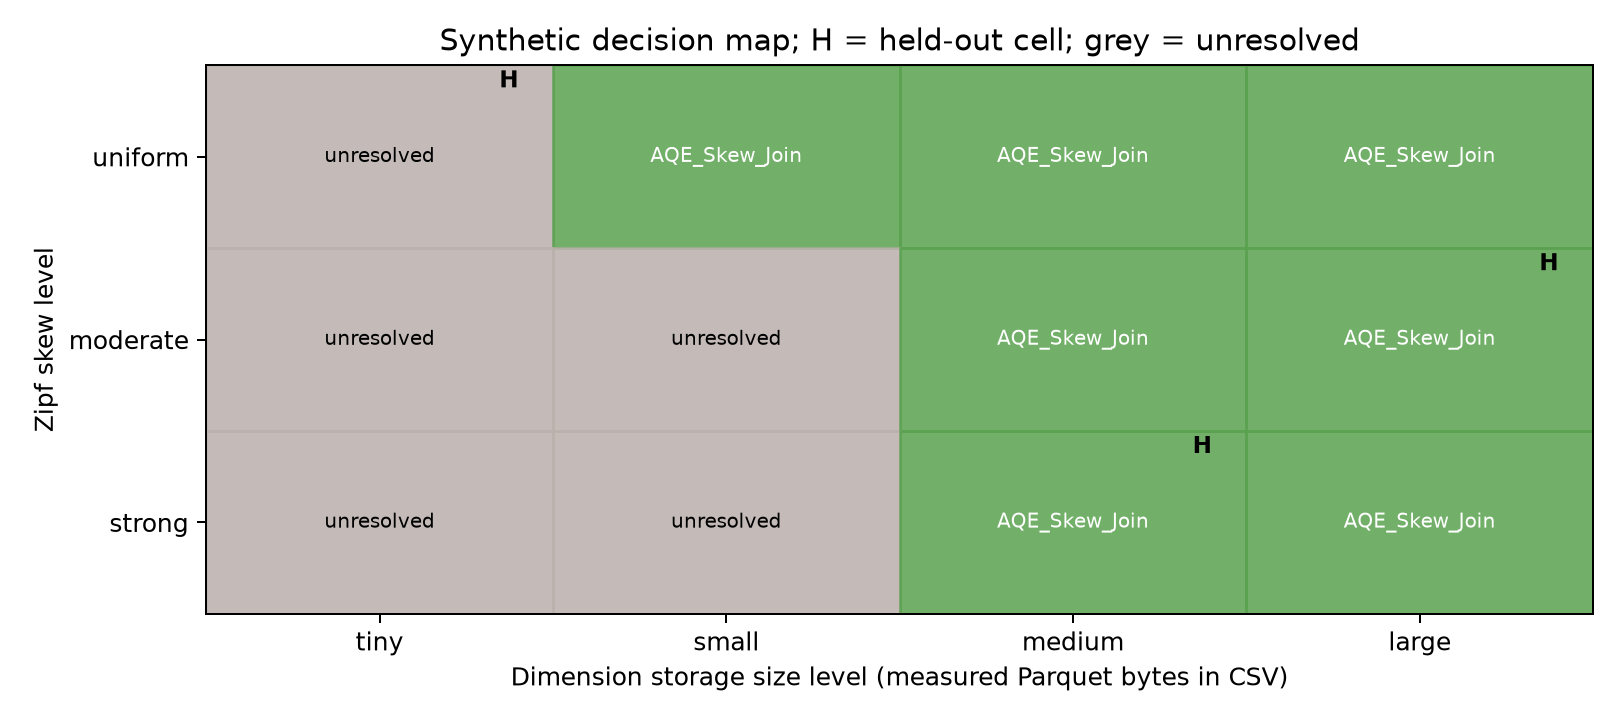 Synthetic decision map; H = held-out cell; grey = unresolved
H
uniform
unresolved
AQE_Skew_Join
AQE_Skew_Join
AQE_Skew_Join
H
Zipf skew level
moderate
unresolved
unresolved
AQE_Skew_Join
AQE_Skew_Join
H
strong
unresolved
unresolved
AQE_Skew_Join
AQE_Skew_Join
tiny
small
medium
large
Dimension storage size level (measured Parquet bytes in CSV)